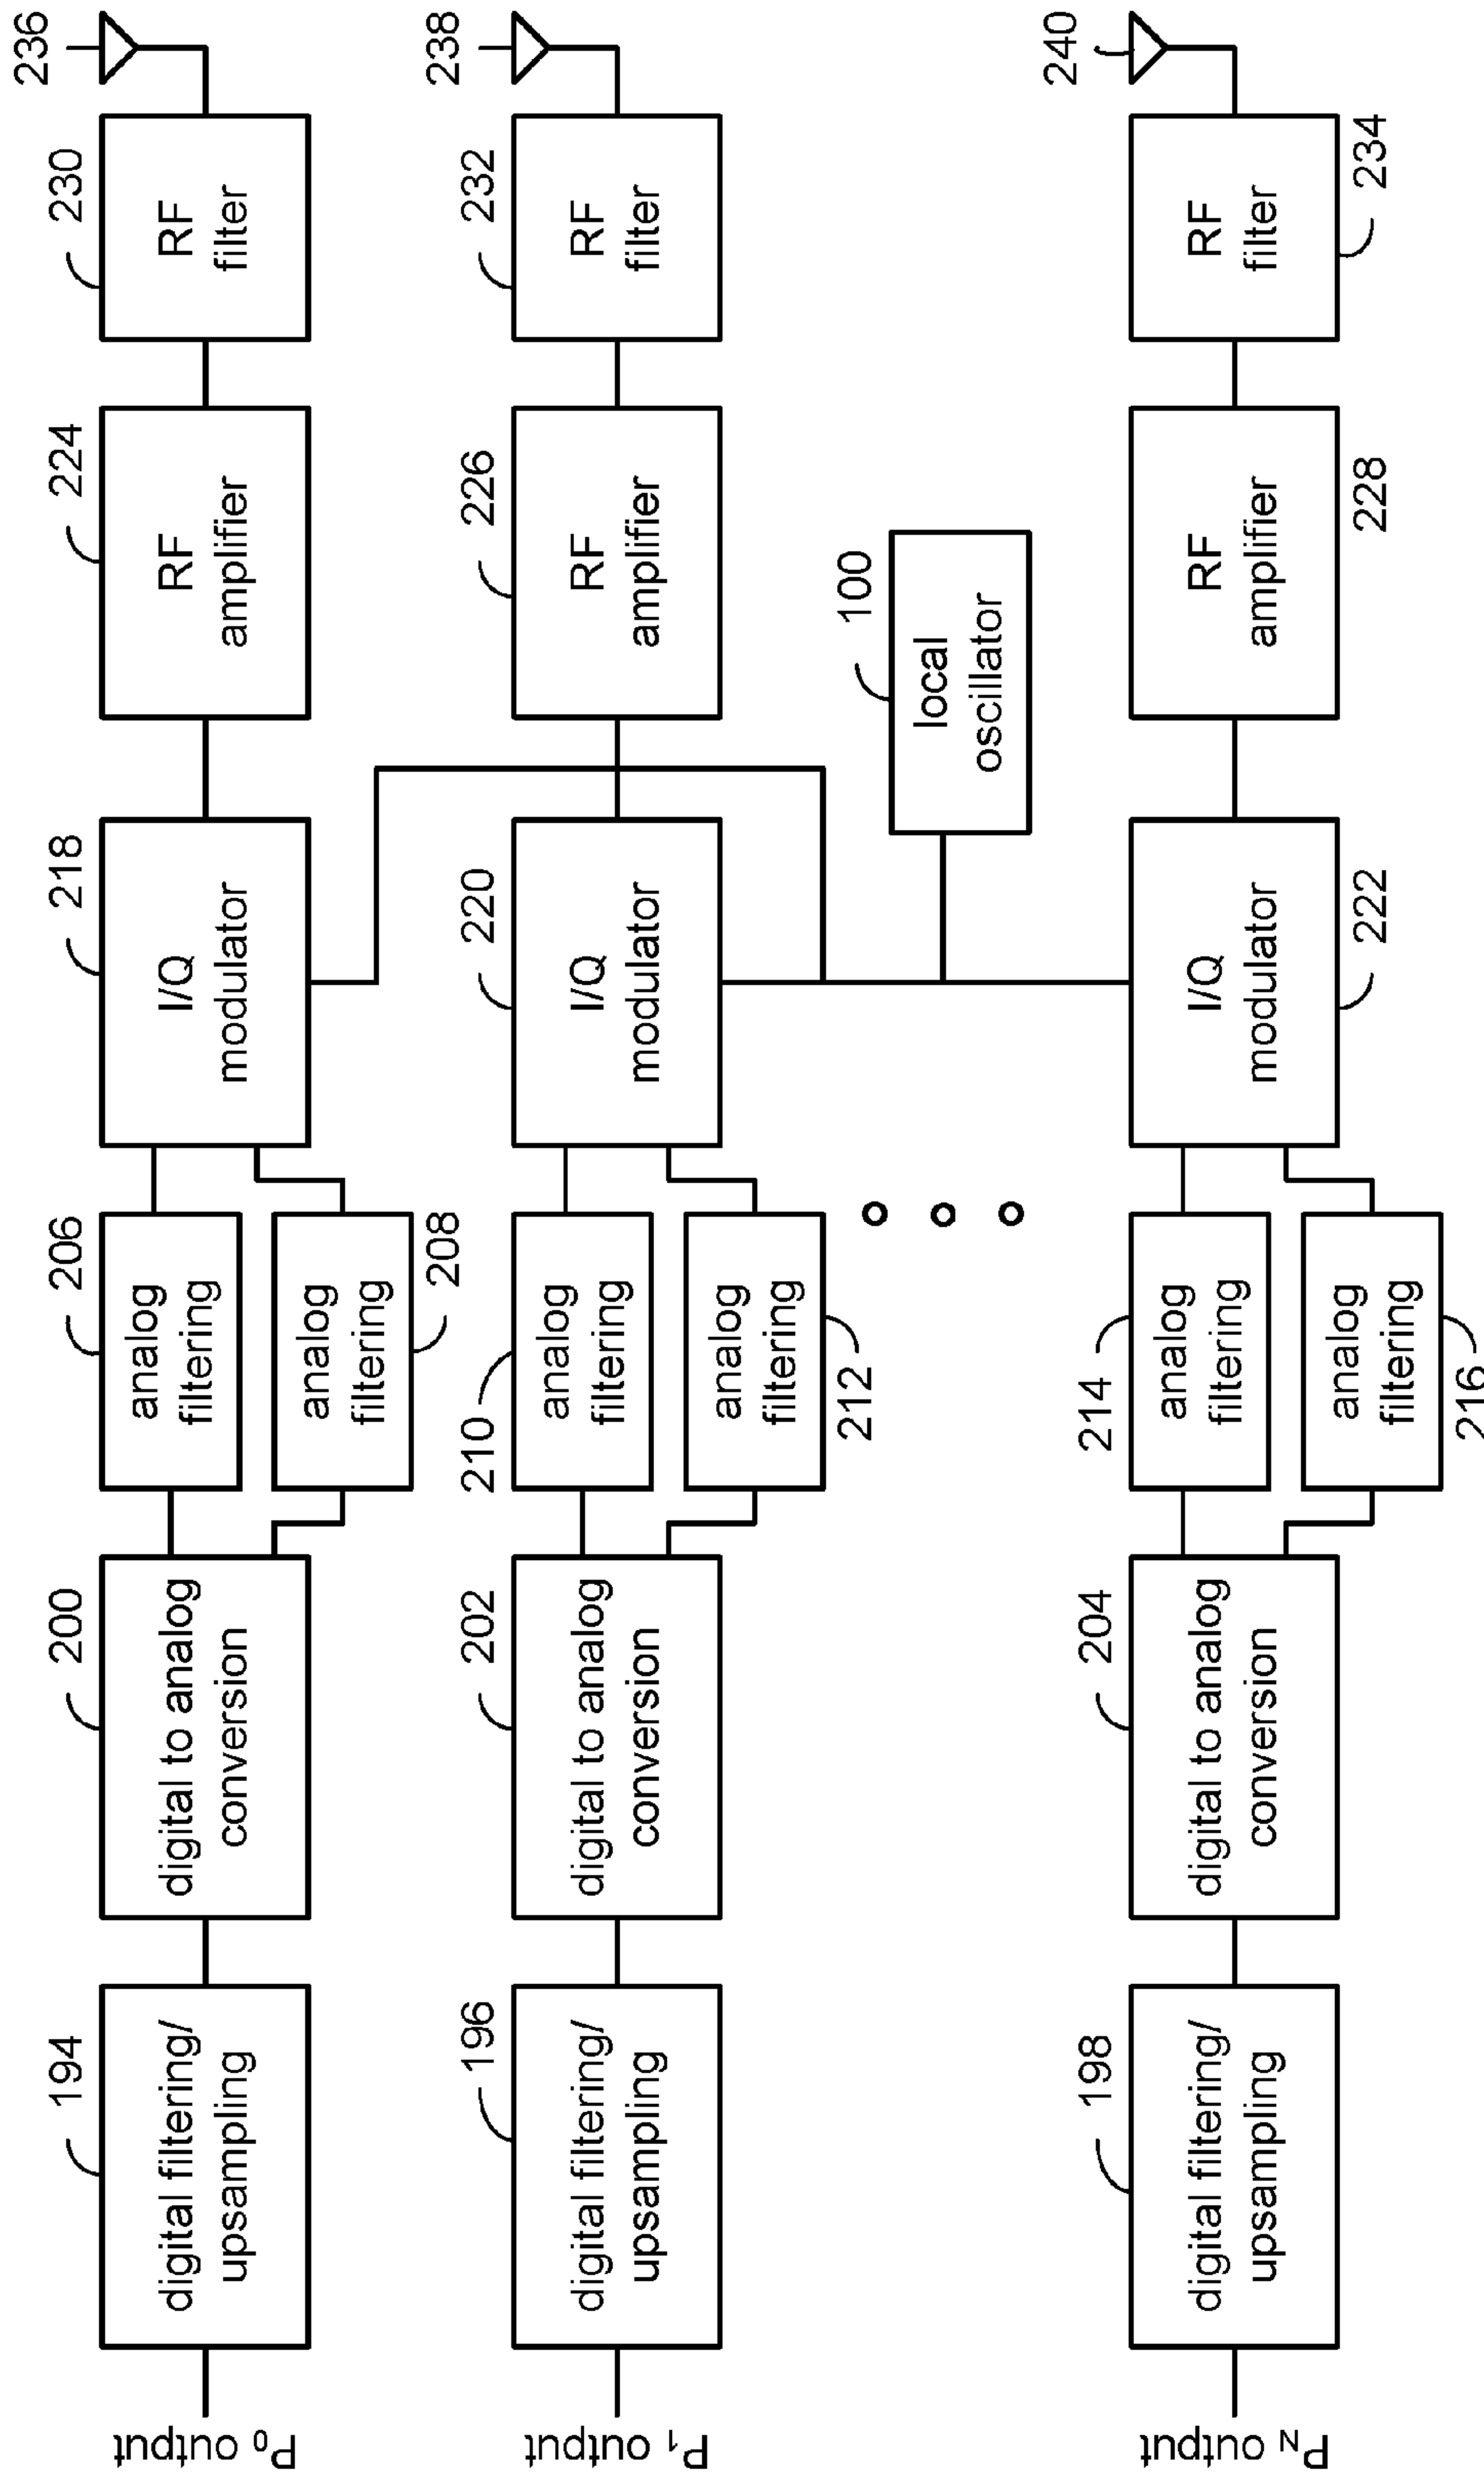 P0 output
194
digital filtering/
upsampling
200
digital to analog
conversion
206
analog
filtering
analog
filtering
208
218
I/Q
modulator
224
RF
amplifier
230
RF
filter
236
P1 output
196
digital filtering/
upsampling
202
digital to analog
conversion
210
analog
filtering
analog
filtering
212
220
I/Q
modulator
226
RF
amplifier
232
RF
filter
238
100
local
oscillator
PN output
198
digital filtering/
upsampling
204
digital to analog
conversion
214
analog
filtering
analog
filtering
216
I/Q
modulator
222
RF
amplifier
228
RF
filter
234
240